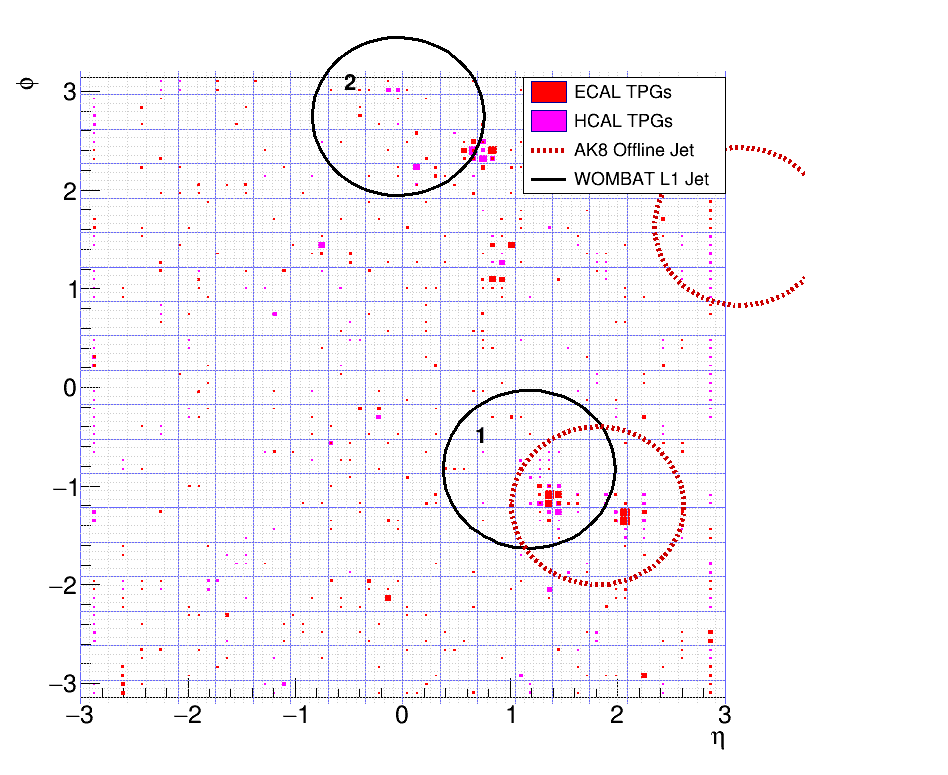 ϕ
3
2
1
0
−1
−2
−3
2
1
ECAL TPGs
HCAL TPGs
AK8 Offline Jet
WOMBAT L1 Jet
−3 −2 −1 0 1 2 3
η